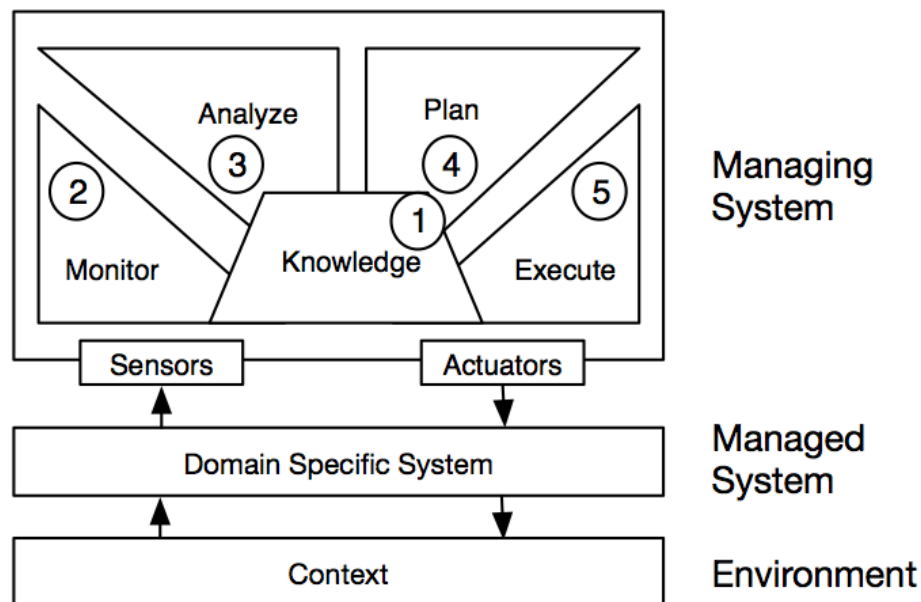 Analyze
Plan
3
4
2
5
1
Managing
System
Knowledge
Monitor
Execute
Sensors
Actuators
Domain Specific System
Managed
System
Context
Environment